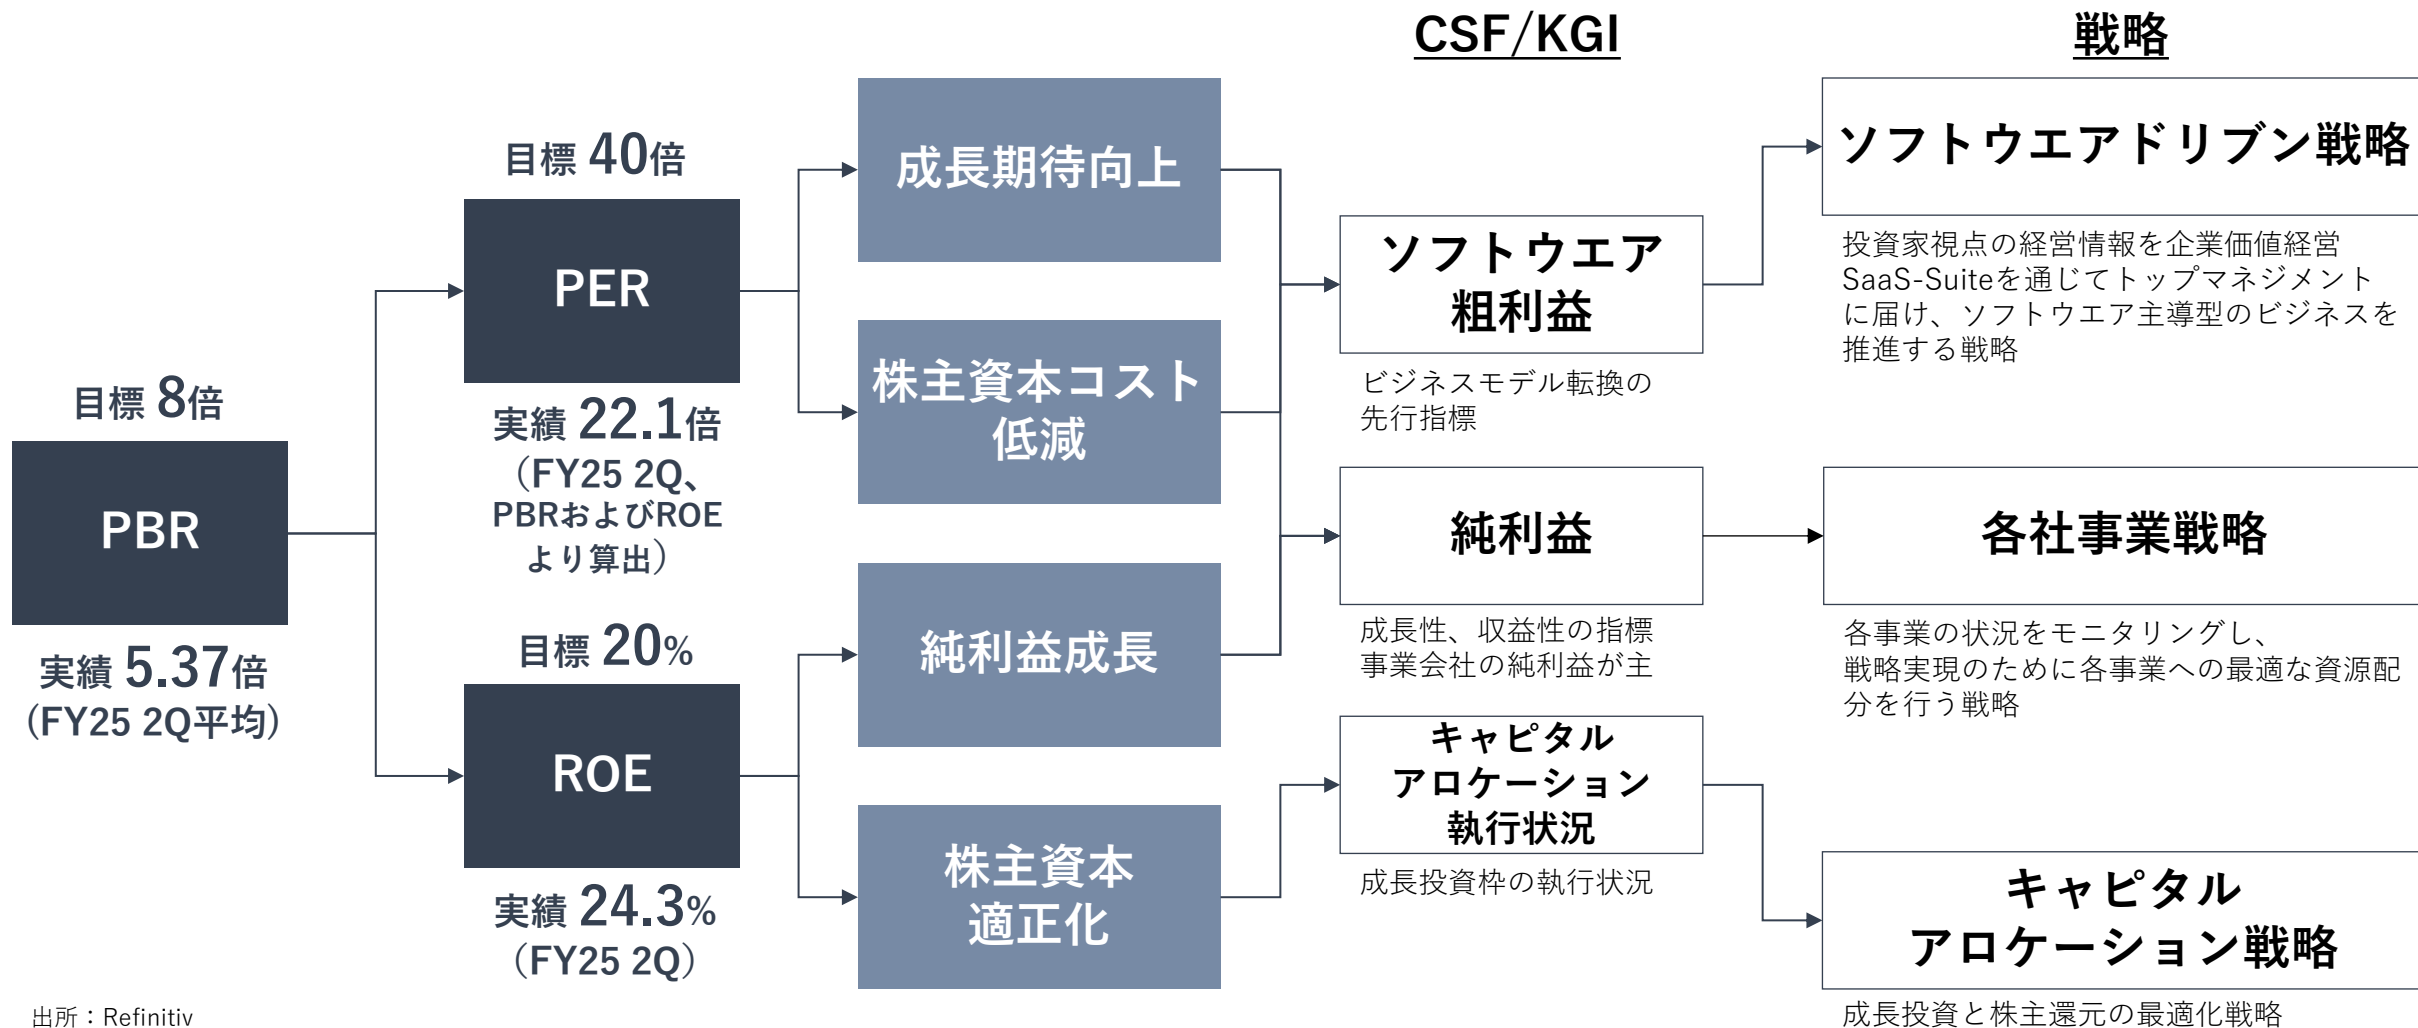 CSF/KGI
戦略
目標 8倍
PBR
実績 5.37倍
(FY25 2Q平均)
目標 40倍
PER
実績 22.1倍
（FY25 2Q、
PBRおよびROE
より算出）
目標 20%
ROE
実績 24.3%
（FY25 2Q）
成長期待向上
株主資本コスト
低減
純利益成長
株主資本
適正化
ソフトウエア
粗利益
ビジネスモデル転換の
先行指標
純利益
成長性、収益性の指標
事業会社の純利益が主
キャピタル
アロケーション
執行状況
成長投資枠の執行状況
ソフトウエアドリブン戦略
投資家視点の経営情報を企業価値経営
SaaS-Suiteを通じてトップマネジメント
に届け、ソフトウエア主導型のビジネスを
推進する戦略
各社事業戦略
各事業の状況をモニタリングし、
戦略実現のために各事業への最適な資源配
分を行う戦略
キャピタル
アロケーション戦略
成長投資と株主還元の最適化戦略
出所：Refinitiv